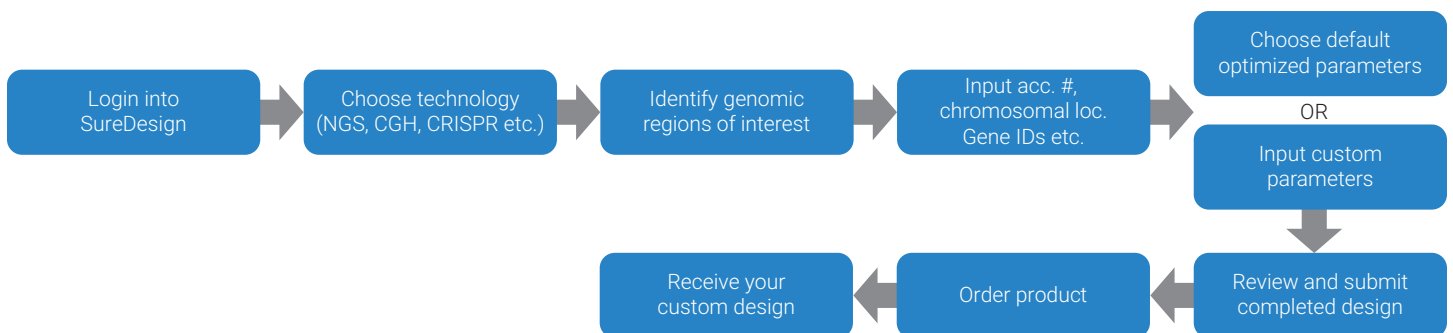 Login into
SureDesign
Choose technology
(NGS, CGH, CRISPR etc.)
Identify genomic
regions of interest
Input acc. #,
chromosomal loc.
Gene IDs etc.
Choose default
optimized parameters
OR
Input custom
parameters
Review and submit
completed design
Order product
Receive your
custom design